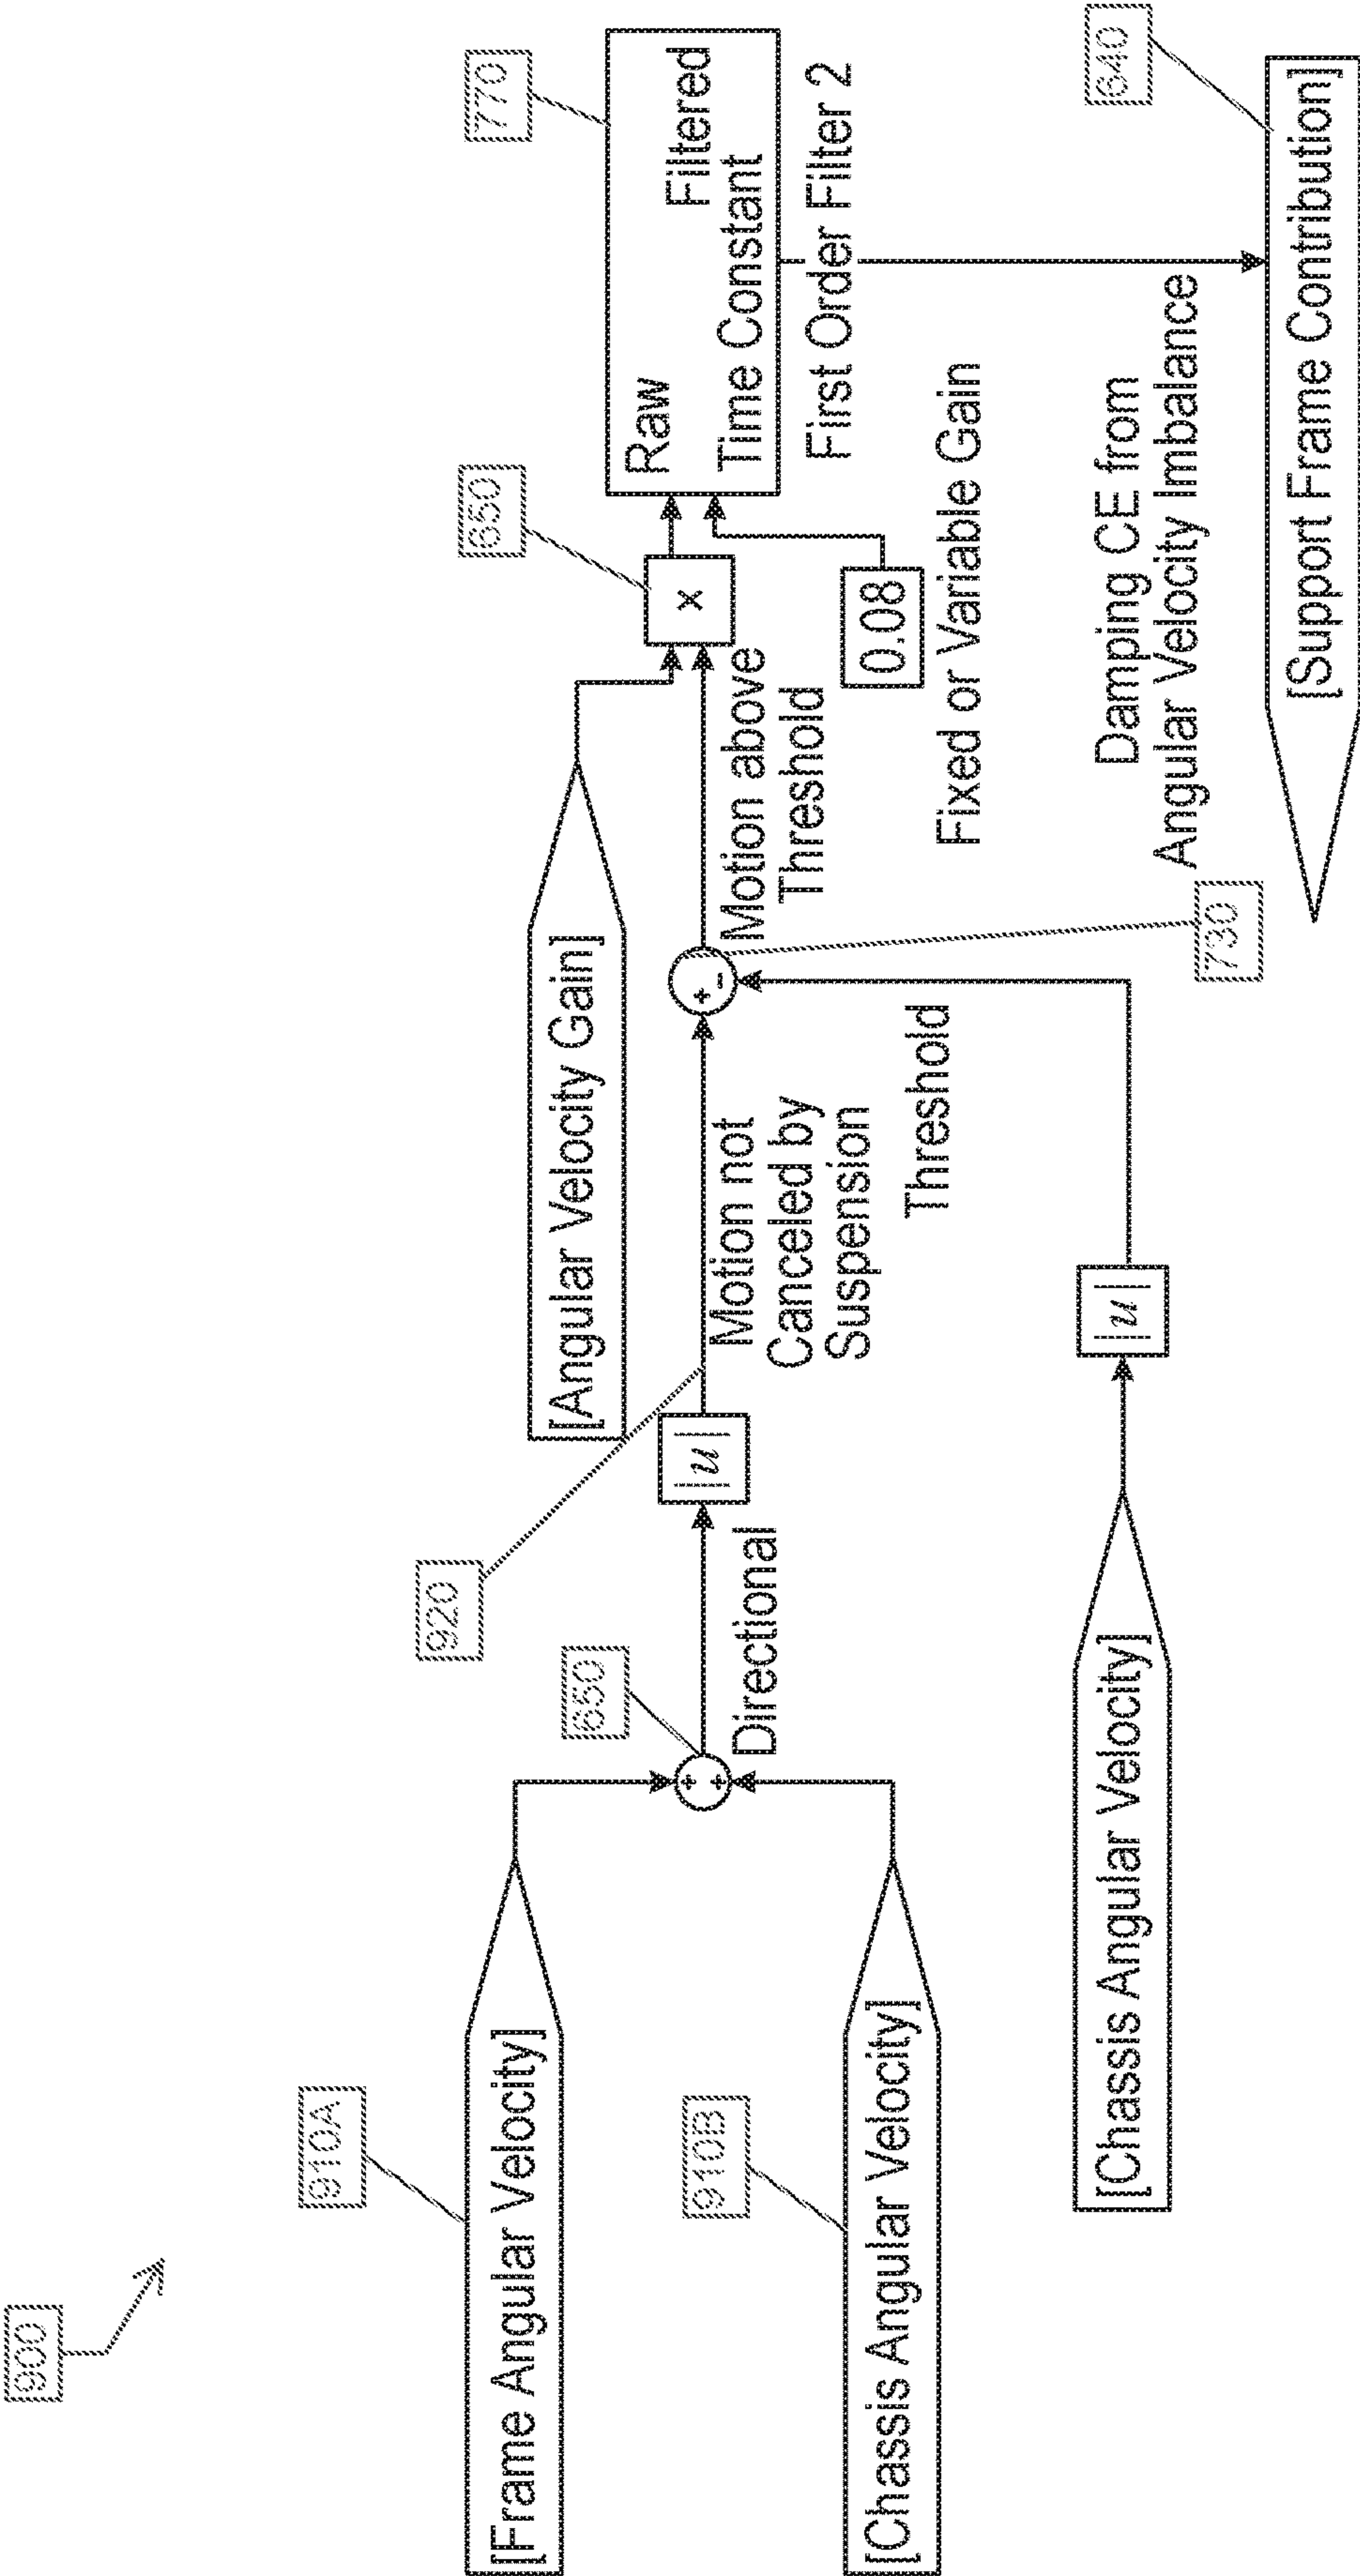 900
910A
[Frame Angular Velocity]
910B
[Chassis Angular Velocity]
[Chassis Angular Velocity]
650
+
+
Directional
|u|
920
Motion not
Canceled by
Suspension
|u|
Threshold
[Angular Velocity Gain]
+
-
730
Motion above
Threshold
650
x
0.08
Fixed or Variable Gain
770
Raw
Filtered
Time Constant
First Order Filter 2
Damping CE from
Angular Velocity Imbalance
640
[Support Frame Contribution]